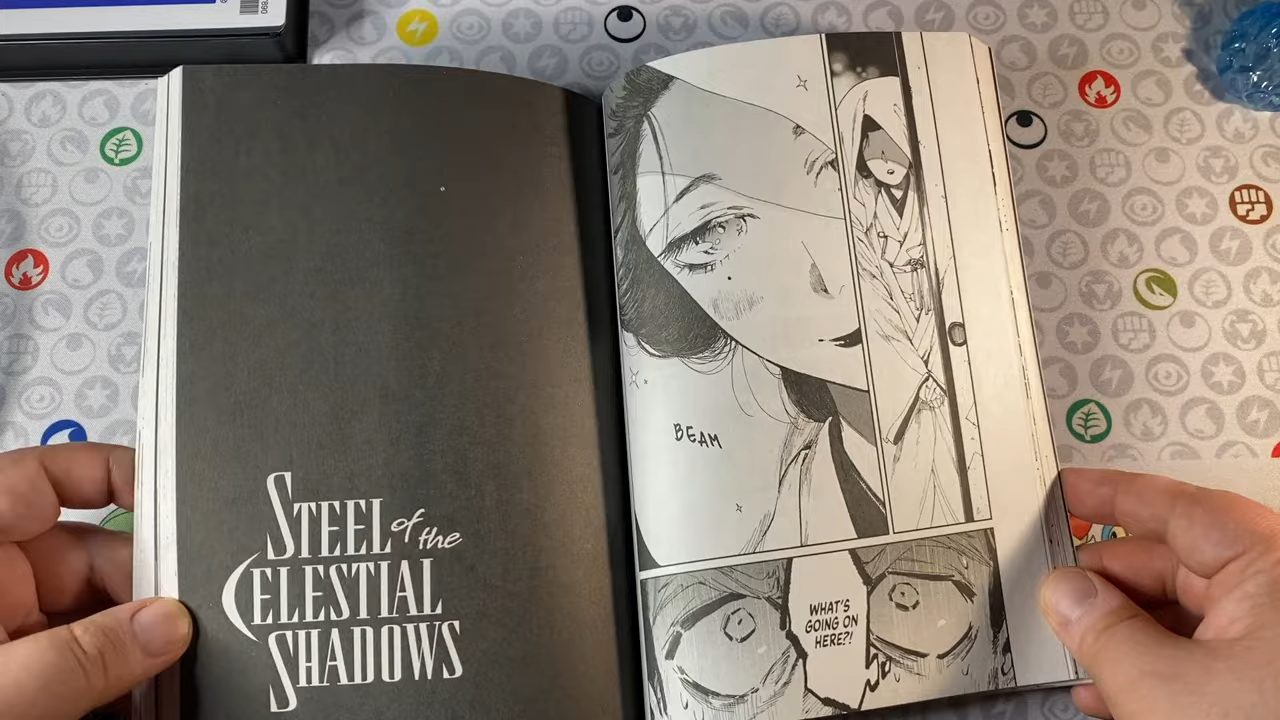 STEEL of the
CELESTIAL
SHADOWS
BEAM
WHAT'S
GOING ON
HERE?!